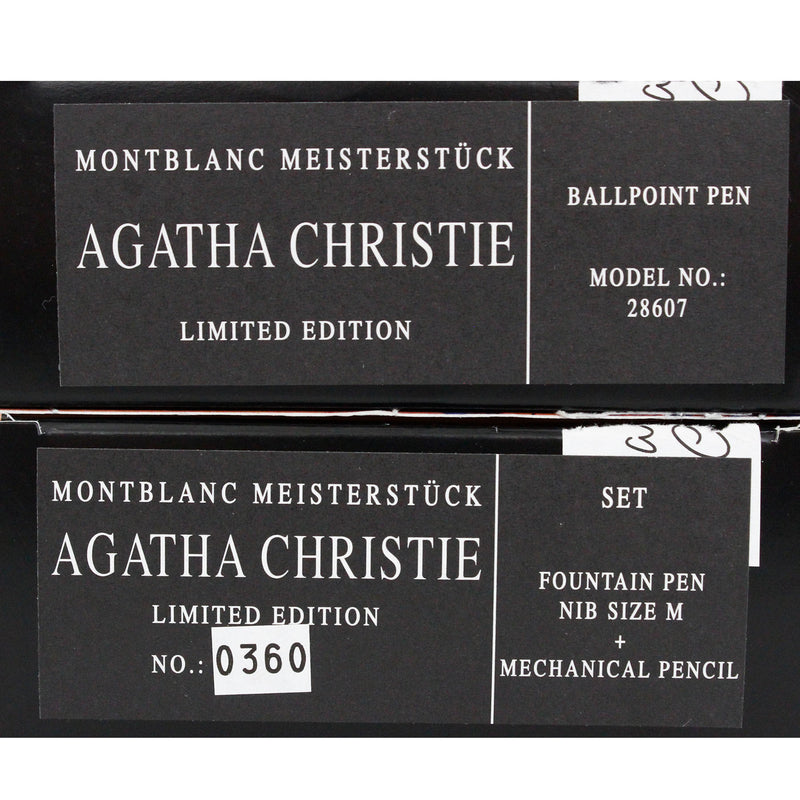 MONTBLANC MEISTERSTÜCK
AGATHA CHRISTIE
LIMITED EDITION
BALLPOINT PEN
MODEL NO.:
28607
MONTBLANC MEISTERSTÜCK
AGATHA CHRISTIE
LIMITED EDITION
NO.: 0360
SET
FOUNTAIN PEN
NIB SIZE M
+
MECHANICAL PENCIL